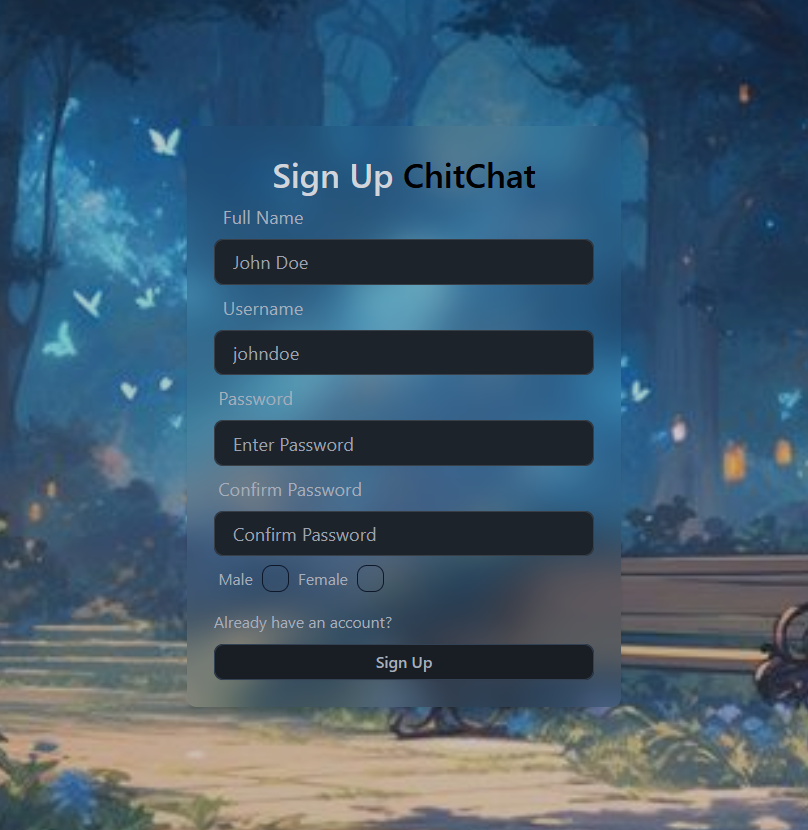 Sign Up ChitChat
Full Name
John Doe
Username
johndoe
Password
Enter Password
Confirm Password
Confirm Password
Male Female
Already have an account?
Sign Up